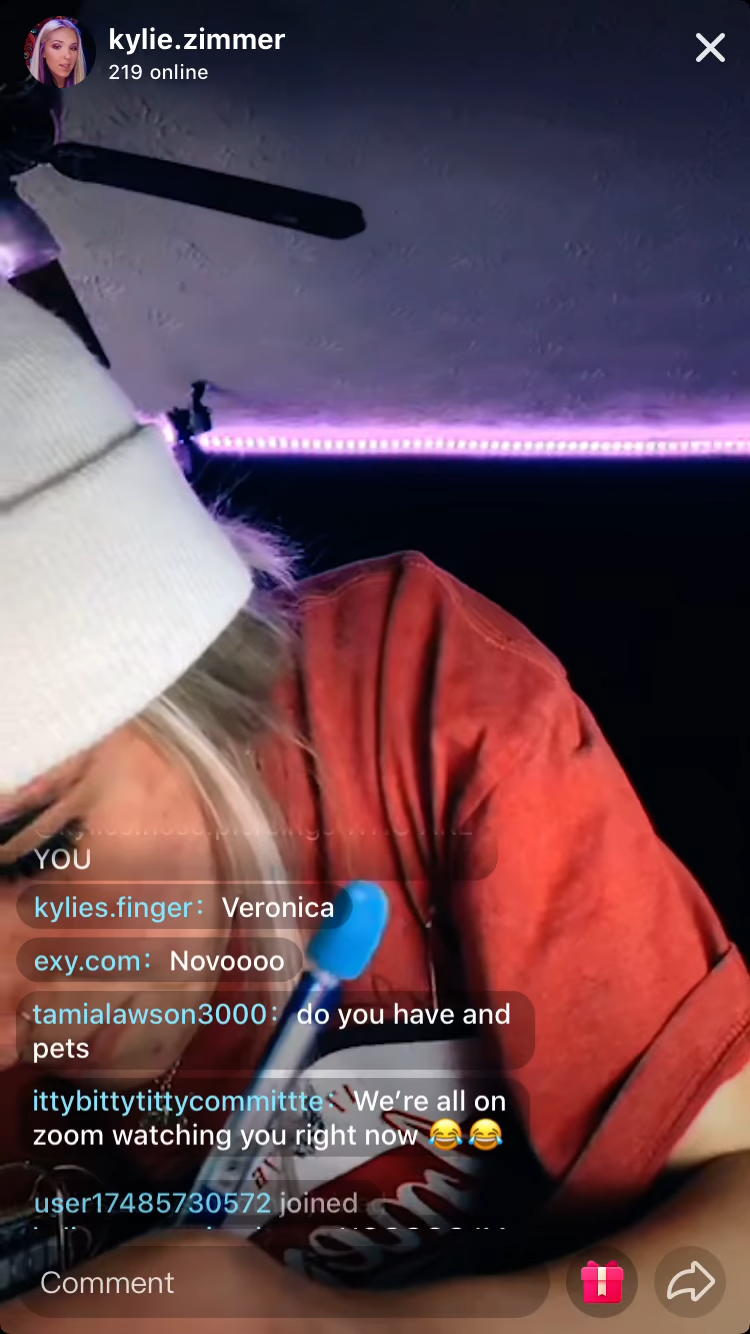 kylie.zimmer
219 online
YOU
kylies.finger: Veronica
exy.com: Novoooo
tamialawson3000: do you have and
pets
ittybittytittycommittte: We’re all on
zoom watching you right now 😂😂
user17485730572 joined
Comment